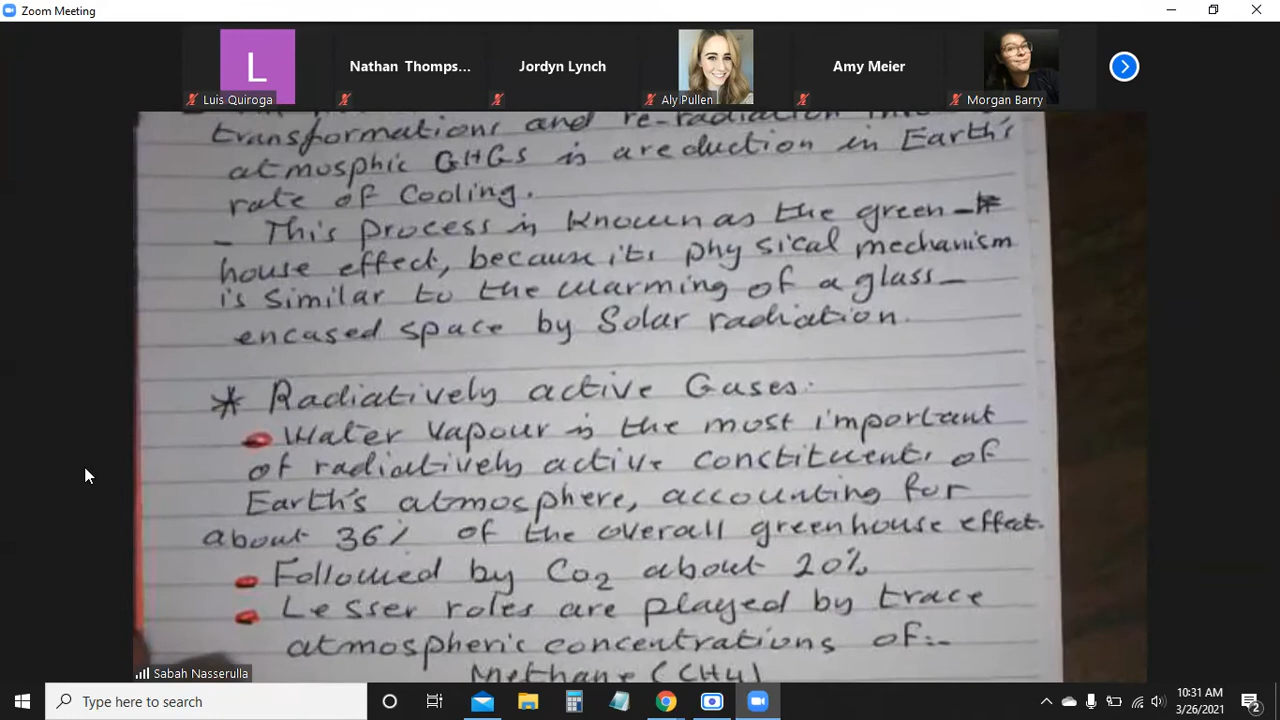 Zoom Meeting
L
Luis Quiroga
Nathan Thomps...
Jordyn Lynch
Aly Pullen
Amy Meier
Morgan Barry
transformations and re-radiation
atmosphic GHGs is a reduction in Earth's
rate of Cooling.
- This process is known as the green-
house effect, because its physical mechanism
is similar to the warming of a glass-
encased space by Solar radiation.
* Radiatively active Gases:
Water vapour is the most important
of radiatively active constituents of
Earth's atmosphere, accounting for
about 36% of the overall greenhouse effect.
Followed by CO2 about 20%
Lesser roles are played by trace
atmospheric concentrations of:-
Methane (CH4)
Sabah Nasserulla
Type here to search
10:31 AM
3/26/2021
2